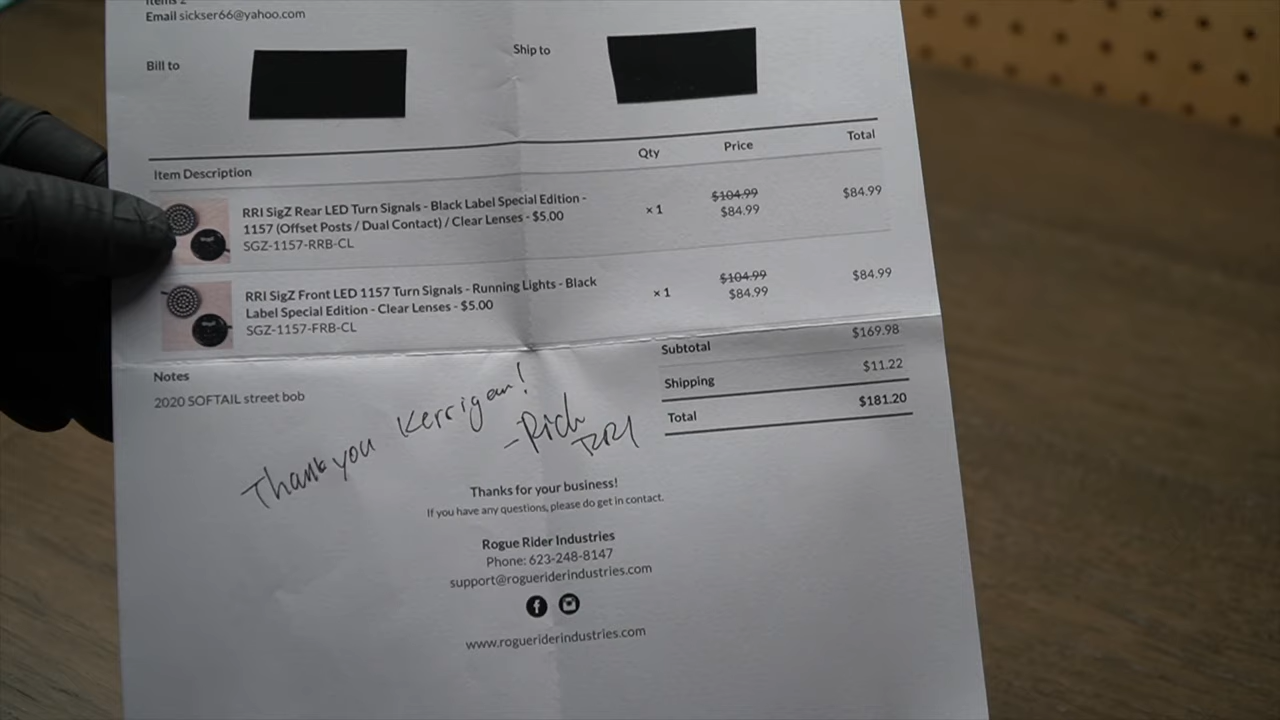 Items 2
Email sickser66@yahoo.com
Bill to
Ship to
Item Description Qty Price Total
RRI SigZ Rear LED Turn Signals - Black Label Special Edition - $104.99 $84.99
1157 (Offset Posts / Dual Contact) / Clear Lenses - $5.00 x 1 $84.99
SGZ-1157-RRB-CL
RRI SigZ Front LED 1157 Turn Signals - Running Lights - Black $104.99 $84.99
Label Special Edition - Clear Lenses - $5.00 x 1 $84.99
SGZ-1157-FRB-CL
Subtotal $169.98
Shipping $11.22
Total $181.20
Notes
2020 SOFTAIL street bob
Thank you Kerrigan!
-Rich
RRI
Thanks for your business!
If you have any questions, please do get in contact.
Rogue Rider Industries
Phone: 623-248-8147
support@rogueriderindustries.com
www.rogueriderindustries.com